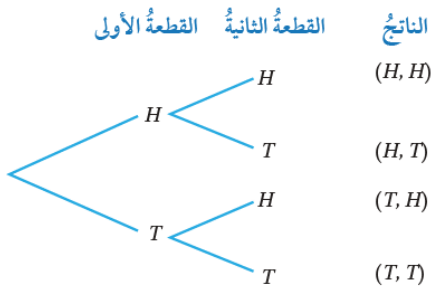 القطعةُ الأولى القطعةُ الثانيةُ الناتجُ
H (H, H)
H
T (H, T)
H (T, H)
T
T (T, T)